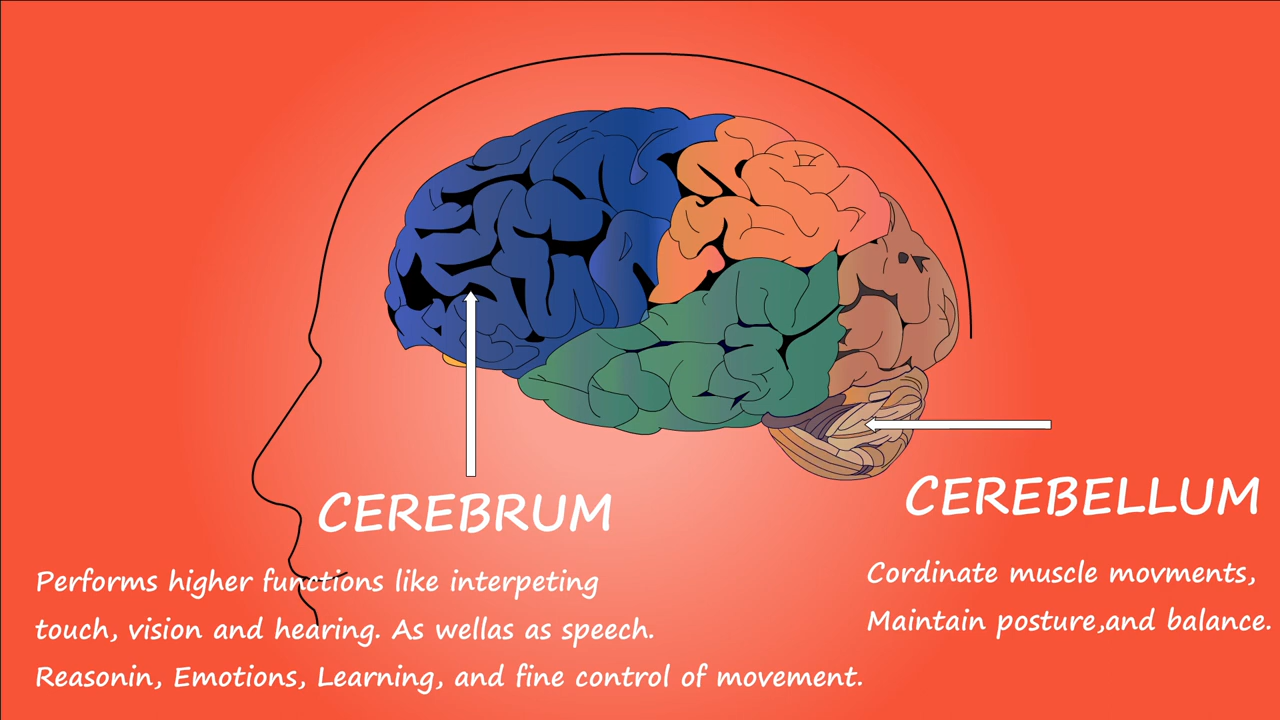 CEREBRUM
Performs higher functions like interpeting
touch, vision and hearing. As wellas as speech.
Reasonin, Emotions, Learning, and fine control of movement.
CEREBELLUM
Cordinate muscle movments,
Maintain posture,and balance.